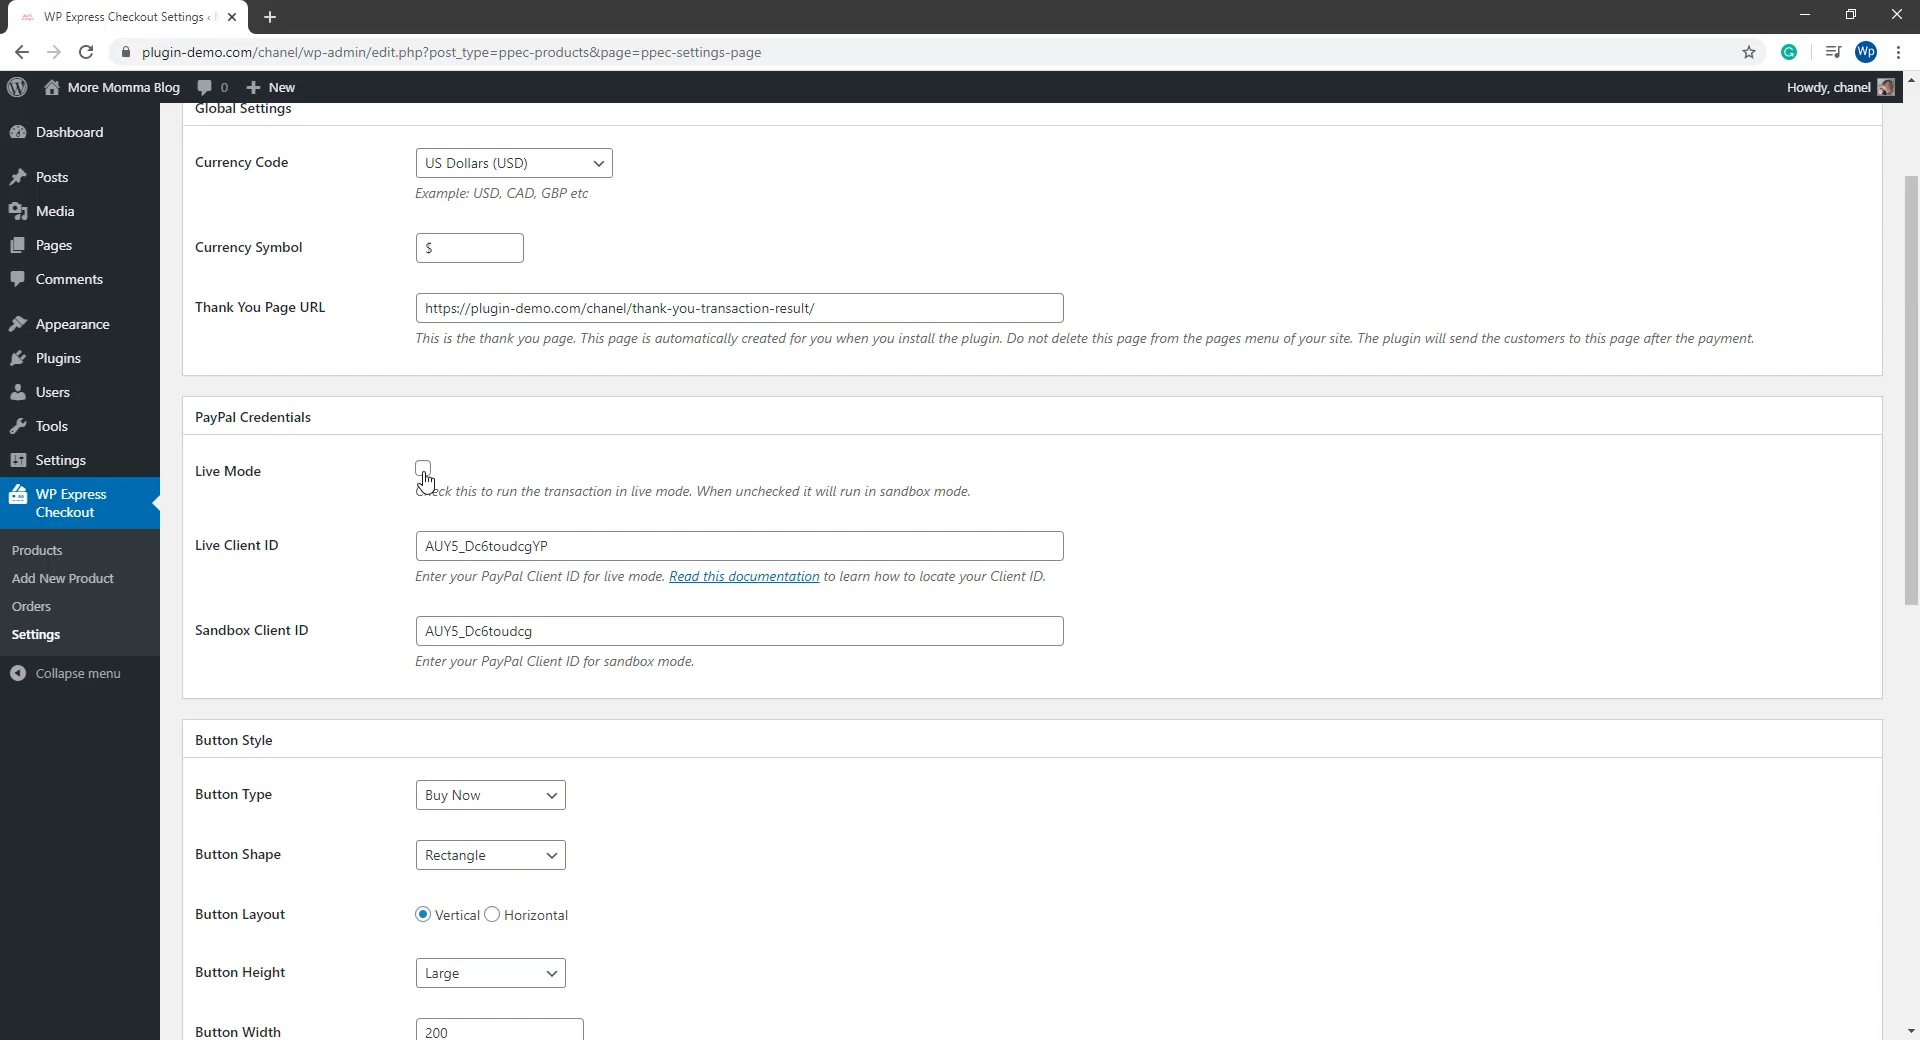 WP Express Checkout Settings ‹
plugin-demo.com/chanel/wp-admin/edit.php?post_type=ppec-products&page=ppec-settings-page
Wp
More Momma Blog 0 + New
Howdy, chanel
Dashboard
Posts
Media
Pages
Comments
Appearance
Plugins
Users
Tools
Settings
WP Express
Checkout
Products
Add New Product
Orders
Settings
Collapse menu
Global Settings
Currency Code
US Dollars (USD)
Example: USD, CAD, GBP etc
Currency Symbol
$
Thank You Page URL
https://plugin-demo.com/chanel/thank-you-transaction-result/
This is the thank you page. This page is automatically created for you when you install the plugin. Do not delete this page from the pages menu of your site. The plugin will send the customers to this page after the payment.
PayPal Credentials
Live Mode
Check this to run the transaction in live mode. When unchecked it will run in sandbox mode.
Live Client ID
AUY5_Dc6toudcgYP
Enter your PayPal Client ID for live mode. Read this documentation to learn how to locate your Client ID.
Sandbox Client ID
AUY5_Dc6toudcg
Enter your PayPal Client ID for sandbox mode.
Button Style
Button Type
Buy Now
Button Shape
Rectangle
Button Layout
Vertical Horizontal
Button Height
Large
Button Width
200